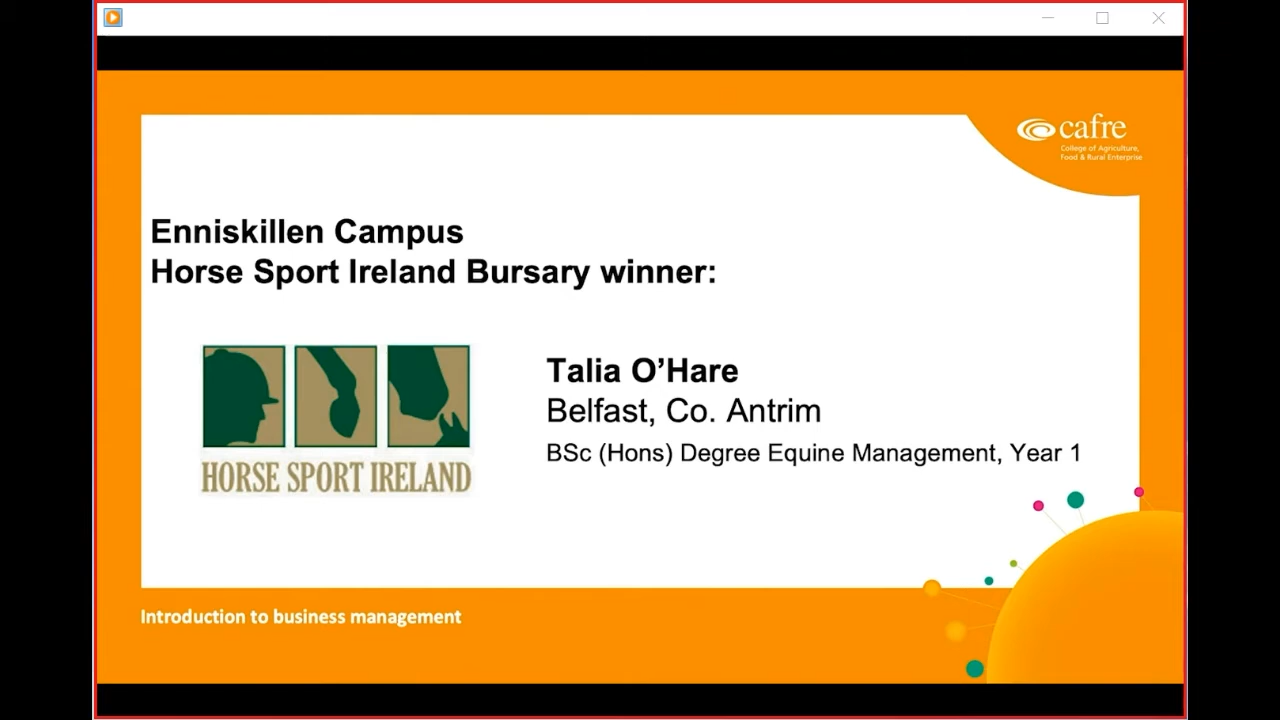 cafre
College of Agriculture,
Food & Rural Enterprise
Enniskillen Campus
Horse Sport Ireland Bursary winner:
HORSE SPORT IRELAND
Talia O’Hare
Belfast, Co. Antrim
BSc (Hons) Degree Equine Management, Year 1
Introduction to business management